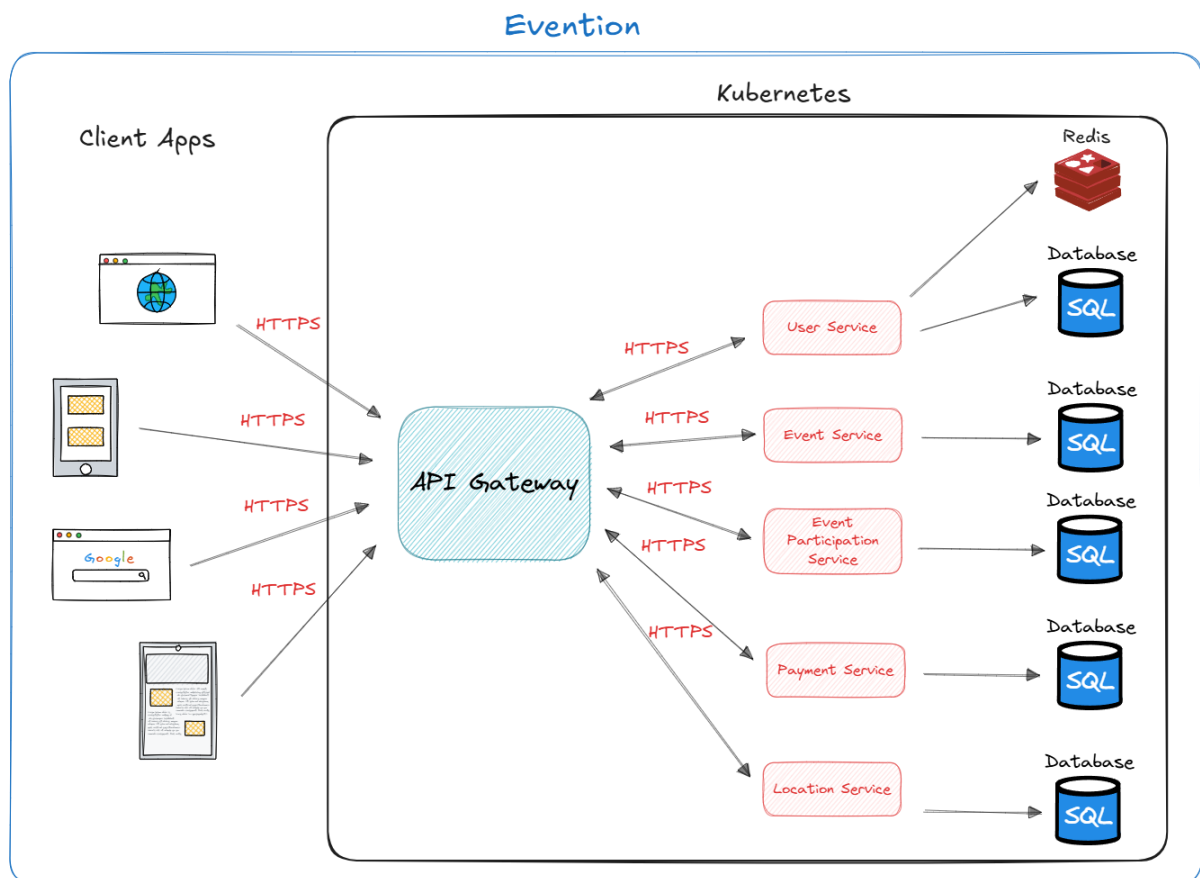 Evention
Kubernetes
Client Apps
Redis
Database
SQL
HTTPS
User Service
HTTPS
Database
HTTPS
HTTPS
Event Service
SQL
API Gateway
HTTPS
HTTPS
Database
Event
Participation
Service
SQL
Google
HTTPS
HTTPS
HTTPS
Database
Payment Service
SQL
Database
Location Service
SQL